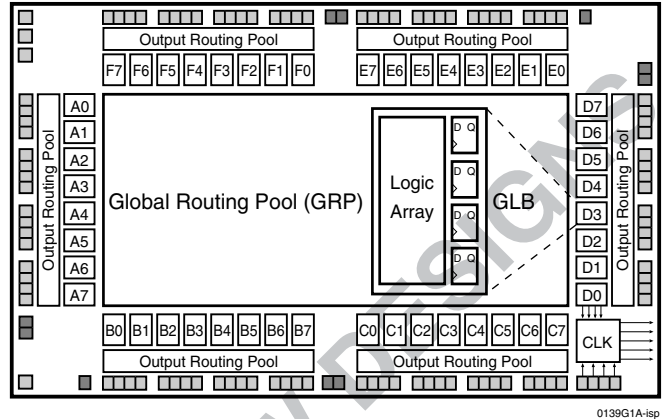 Output Routing Pool Output Routing Pool
F7 F6 F5 F4 F3 F2 F1 F0 E7 E6 E5 E4 E3 E2 E1 E0
Output Routing Pool
A0
A1
A2
A3
A4
A5
A6
A7
Global Routing Pool (GRP)
Logic
Array
D Q
D Q
D Q
D Q
GLB
D7
D6
D5
D4
D3
D2
D1
D0
Output Routing Pool
B0 B1 B2 B3 B4 B5 B6 B7 C0 C1 C2 C3 C4 C5 C6 C7
CLK
Output Routing Pool Output Routing Pool
0139G1A-isp
DESIGNS